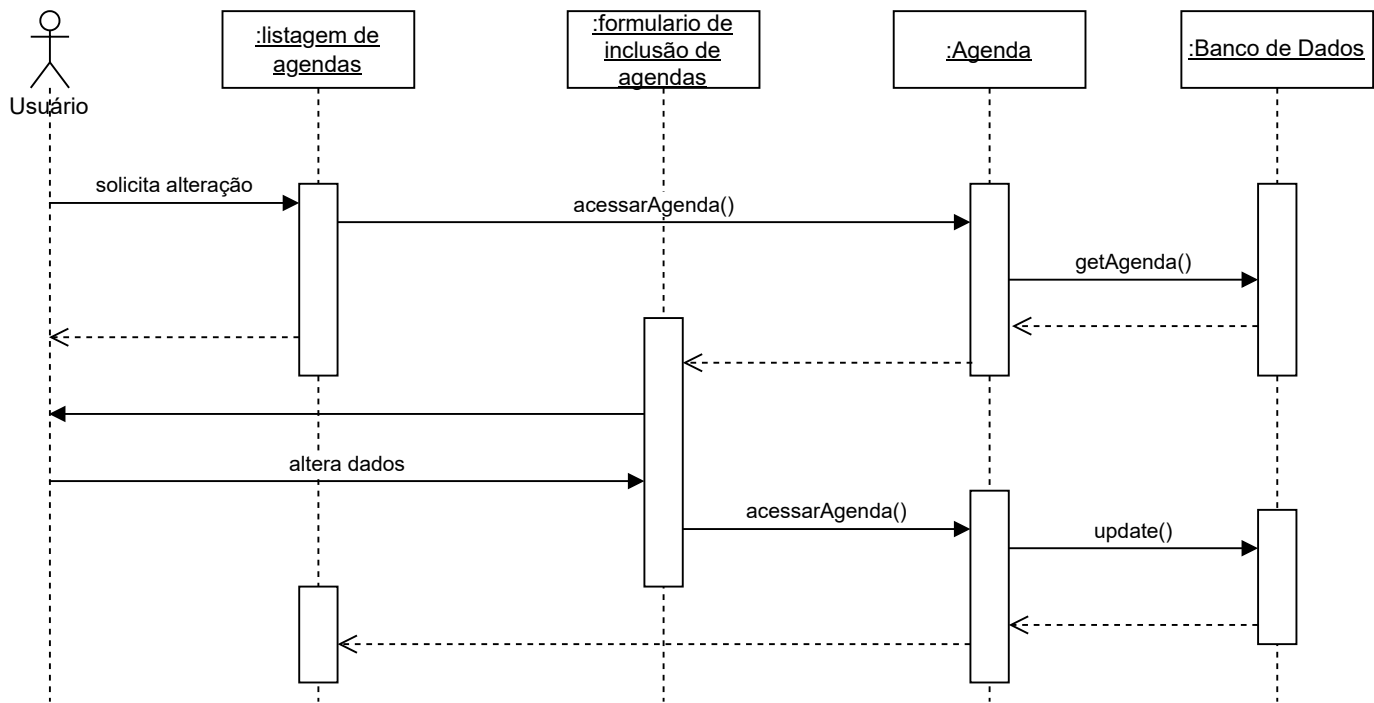 :listagem de
agendas
:formulario de
inclusão de
agendas
:Agenda
:Banco de Dados
Usuário
solicita alteração
acessarAgenda()
getAgenda()
altera dados
acessarAgenda()
update()